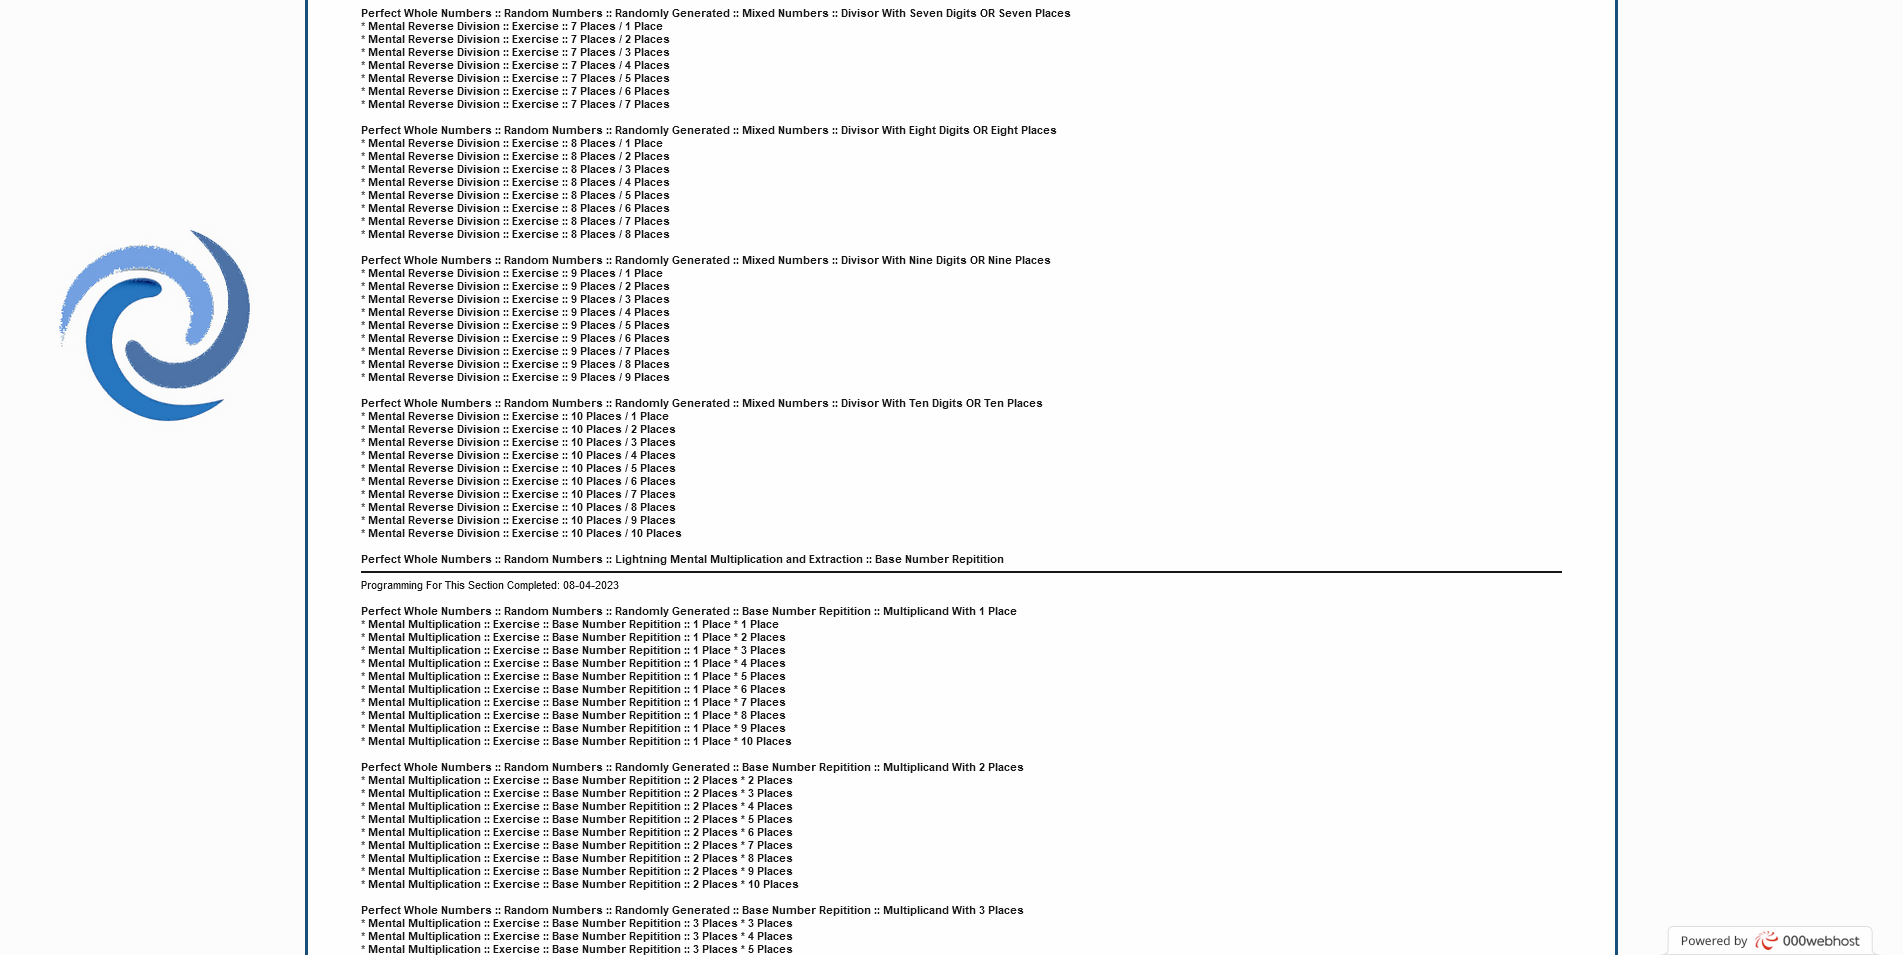 Perfect Whole Numbers :: Random Numbers :: Randomly Generated :: Mixed Numbers :: Divisor With Seven Digits OR Seven Places
* Mental Reverse Division :: Exercise :: 7 Places / 1 Place
* Mental Reverse Division :: Exercise :: 7 Places / 2 Places
* Mental Reverse Division :: Exercise :: 7 Places / 3 Places
* Mental Reverse Division :: Exercise :: 7 Places / 4 Places
* Mental Reverse Division :: Exercise :: 7 Places / 5 Places
* Mental Reverse Division :: Exercise :: 7 Places / 6 Places
* Mental Reverse Division :: Exercise :: 7 Places / 7 Places
Perfect Whole Numbers :: Random Numbers :: Randomly Generated :: Mixed Numbers :: Divisor With Eight Digits OR Eight Places
* Mental Reverse Division :: Exercise :: 8 Places / 1 Place
* Mental Reverse Division :: Exercise :: 8 Places / 2 Places
* Mental Reverse Division :: Exercise :: 8 Places / 3 Places
* Mental Reverse Division :: Exercise :: 8 Places / 4 Places
* Mental Reverse Division :: Exercise :: 8 Places / 5 Places
* Mental Reverse Division :: Exercise :: 8 Places / 6 Places
* Mental Reverse Division :: Exercise :: 8 Places / 7 Places
* Mental Reverse Division :: Exercise :: 8 Places / 8 Places
Perfect Whole Numbers :: Random Numbers :: Randomly Generated :: Mixed Numbers :: Divisor With Nine Digits OR Nine Places
* Mental Reverse Division :: Exercise :: 9 Places / 1 Place
* Mental Reverse Division :: Exercise :: 9 Places / 2 Places
* Mental Reverse Division :: Exercise :: 9 Places / 3 Places
* Mental Reverse Division :: Exercise :: 9 Places / 4 Places
* Mental Reverse Division :: Exercise :: 9 Places / 5 Places
* Mental Reverse Division :: Exercise :: 9 Places / 6 Places
* Mental Reverse Division :: Exercise :: 9 Places / 7 Places
* Mental Reverse Division :: Exercise :: 9 Places / 8 Places
* Mental Reverse Division :: Exercise :: 9 Places / 9 Places
Perfect Whole Numbers :: Random Numbers :: Randomly Generated :: Mixed Numbers :: Divisor With Ten Digits OR Ten Places
* Mental Reverse Division :: Exercise :: 10 Places / 1 Place
* Mental Reverse Division :: Exercise :: 10 Places / 2 Places
* Mental Reverse Division :: Exercise :: 10 Places / 3 Places
* Mental Reverse Division :: Exercise :: 10 Places / 4 Places
* Mental Reverse Division :: Exercise :: 10 Places / 5 Places
* Mental Reverse Division :: Exercise :: 10 Places / 6 Places
* Mental Reverse Division :: Exercise :: 10 Places / 7 Places
* Mental Reverse Division :: Exercise :: 10 Places / 8 Places
* Mental Reverse Division :: Exercise :: 10 Places / 9 Places
* Mental Reverse Division :: Exercise :: 10 Places / 10 Places
Perfect Whole Numbers :: Random Numbers :: Lightning Mental Multiplication and Extraction :: Base Number Repitition
Programming For This Section Completed: 08-04-2023
Perfect Whole Numbers :: Random Numbers :: Randomly Generated :: Base Number Repitition :: Multiplicand With 1 Place
* Mental Multiplication :: Exercise :: Base Number Repitition :: 1 Place * 1 Place
* Mental Multiplication :: Exercise :: Base Number Repitition :: 1 Place * 2 Places
* Mental Multiplication :: Exercise :: Base Number Repitition :: 1 Place * 3 Places
* Mental Multiplication :: Exercise :: Base Number Repitition :: 1 Place * 4 Places
* Mental Multiplication :: Exercise :: Base Number Repitition :: 1 Place * 5 Places
* Mental Multiplication :: Exercise :: Base Number Repitition :: 1 Place * 6 Places
* Mental Multiplication :: Exercise :: Base Number Repitition :: 1 Place * 7 Places
* Mental Multiplication :: Exercise :: Base Number Repitition :: 1 Place * 8 Places
* Mental Multiplication :: Exercise :: Base Number Repitition :: 1 Place * 9 Places
* Mental Multiplication :: Exercise :: Base Number Repitition :: 1 Place * 10 Places
Perfect Whole Numbers :: Random Numbers :: Randomly Generated :: Base Number Repitition :: Multiplicand With 2 Places
* Mental Multiplication :: Exercise :: Base Number Repitition :: 2 Places * 2 Places
* Mental Multiplication :: Exercise :: Base Number Repitition :: 2 Places * 3 Places
* Mental Multiplication :: Exercise :: Base Number Repitition :: 2 Places * 4 Places
* Mental Multiplication :: Exercise :: Base Number Repitition :: 2 Places * 5 Places
* Mental Multiplication :: Exercise :: Base Number Repitition :: 2 Places * 6 Places
* Mental Multiplication :: Exercise :: Base Number Repitition :: 2 Places * 7 Places
* Mental Multiplication :: Exercise :: Base Number Repitition :: 2 Places * 8 Places
* Mental Multiplication :: Exercise :: Base Number Repitition :: 2 Places * 9 Places
* Mental Multiplication :: Exercise :: Base Number Repitition :: 2 Places * 10 Places
Perfect Whole Numbers :: Random Numbers :: Randomly Generated :: Base Number Repitition :: Multiplicand With 3 Places
* Mental Multiplication :: Exercise :: Base Number Repitition :: 3 Places * 3 Places
* Mental Multiplication :: Exercise :: Base Number Repitition :: 3 Places * 4 Places
* Mental Multiplication :: Exercise :: Base Number Repitition :: 3 Places * 5 Places
Powered by 000webhost